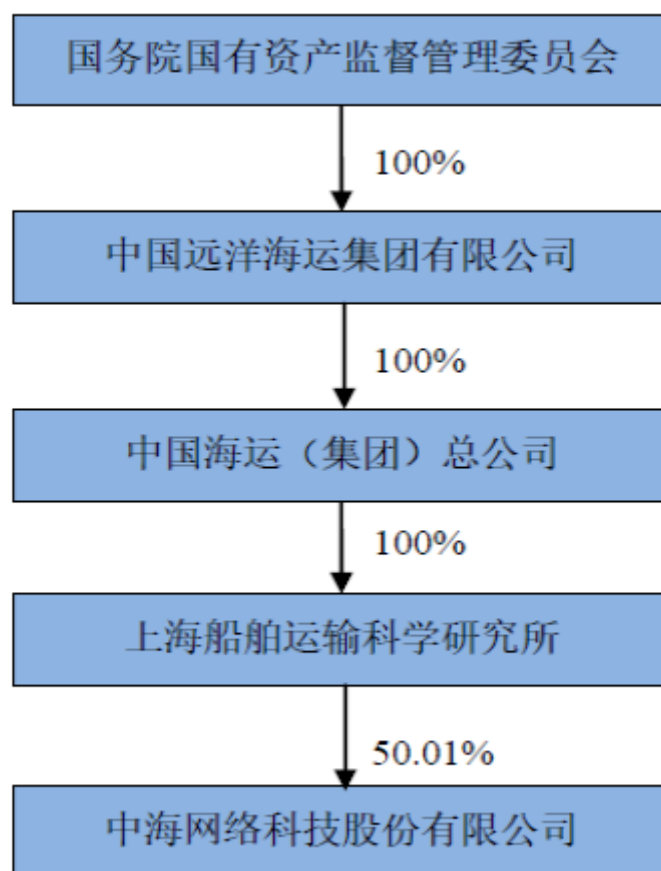 国务院国有资产监督管理委员会
100%
中国远洋海运集团有限公司
100%
中国海运（集团）总公司
100%
上海船舶运输科学研究所
50.01%
中海网络科技股份有限公司